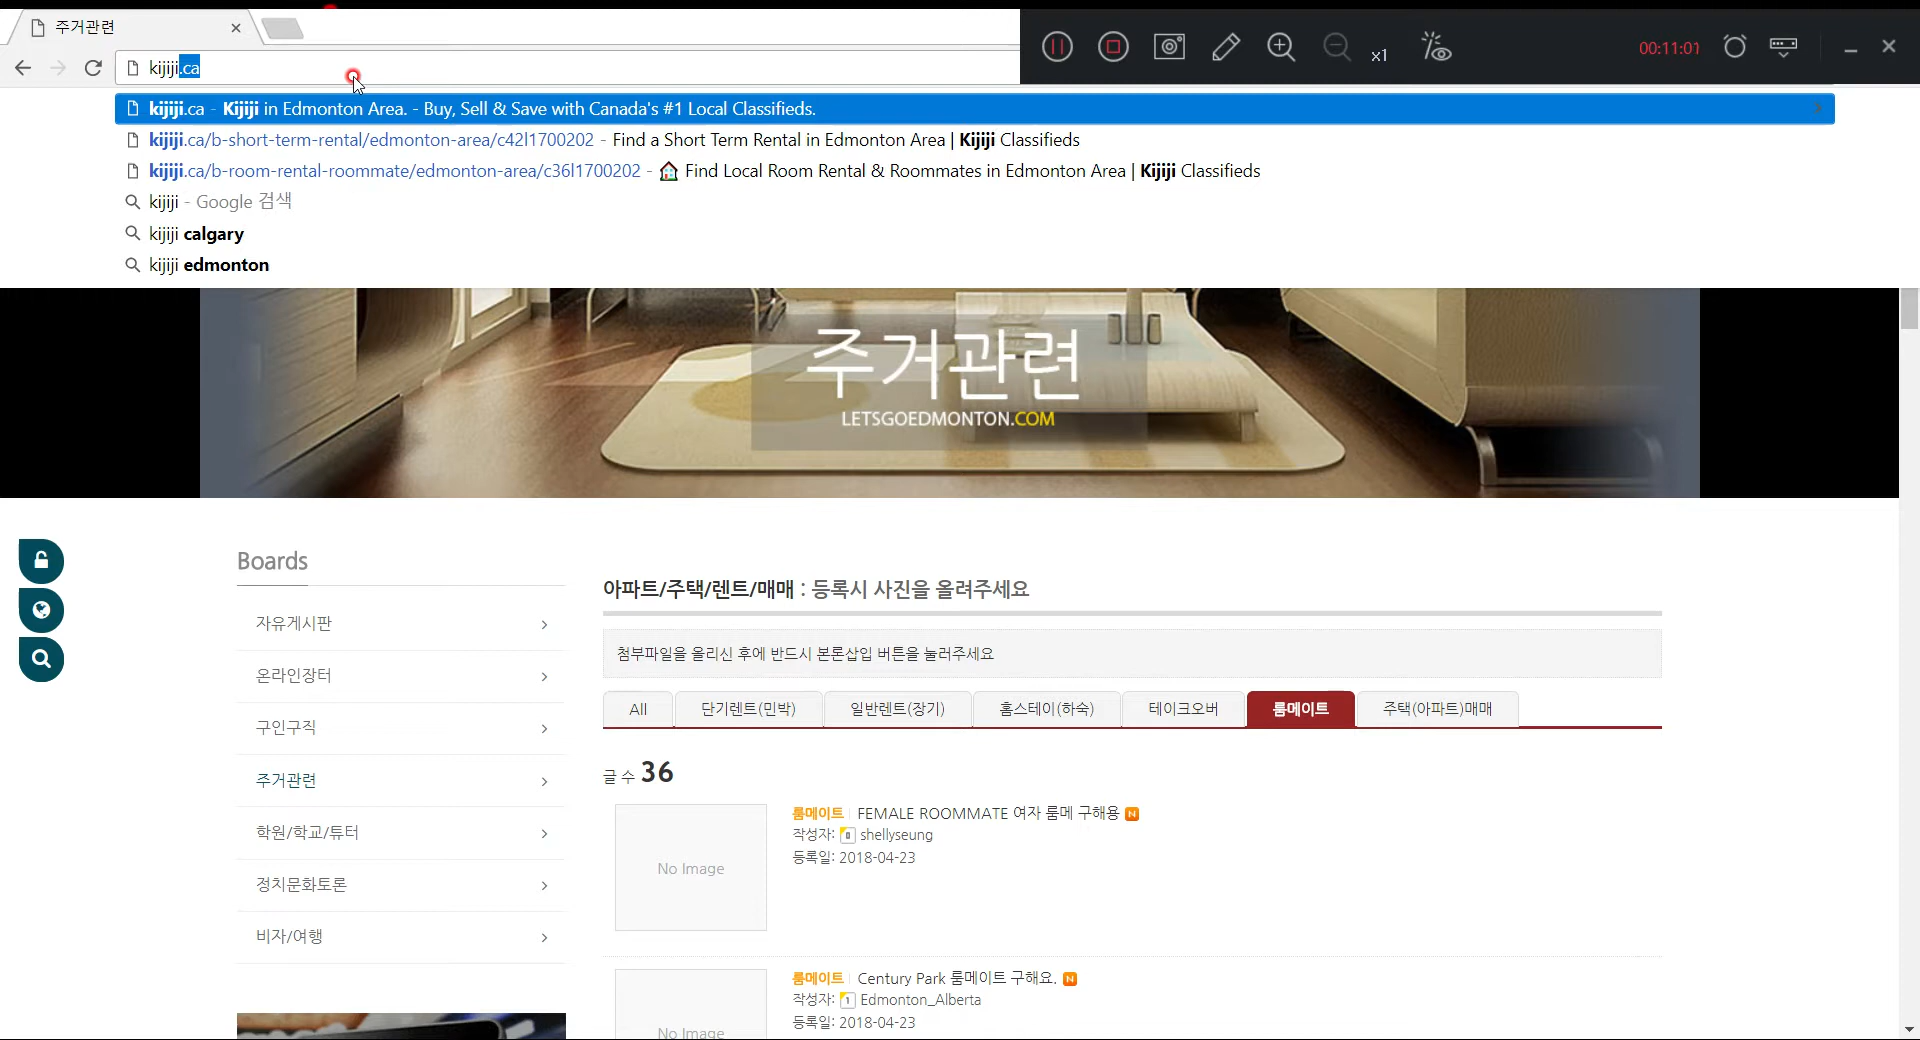 주거관련
00:11:01
x1
kijiji.ca
kijiji.ca - Kijiji in Edmonton Area. - Buy, Sell & Save with Canada's #1 Local Classifieds.
kijiji.ca/b-short-term-rental/edmonton-area/c42l1700202 - Find a Short Term Rental in Edmonton Area | Kijiji Classifieds
kijiji.ca/b-room-rental-roommate/edmonton-area/c36l1700202 - 🏠 Find Local Room Rental & Roommates in Edmonton Area | Kijiji Classifieds
kijiji - Google 검색
kijiji calgary
kijiji edmonton
주거관련
LETSGOEDMONTON.COM
Boards
자유게시판
온라인장터
구인구직
주거관련
학원/학교/튜터
정치문화토론
비자/여행
아파트/주택/렌트/매매 : 등록시 사진을 올려주세요
첨부파일을 올리신 후에 반드시 본론삽입 버튼을 눌러주세요
All 단기렌트(민박) 일반렌트(장기) 홈스테이(하숙) 테이크오버 룸메이트 주택(아파트)매매
글 수 36
No Image
룸메이트 FEMALE ROOMMATE 여자 룸메 구해용 N
작성자: 0 shellyseung
등록일: 2018-04-23
No Image
룸메이트 Century Park 룸메이트 구해요. N
작성자: 1 Edmonton_Alberta
등록일: 2018-04-23